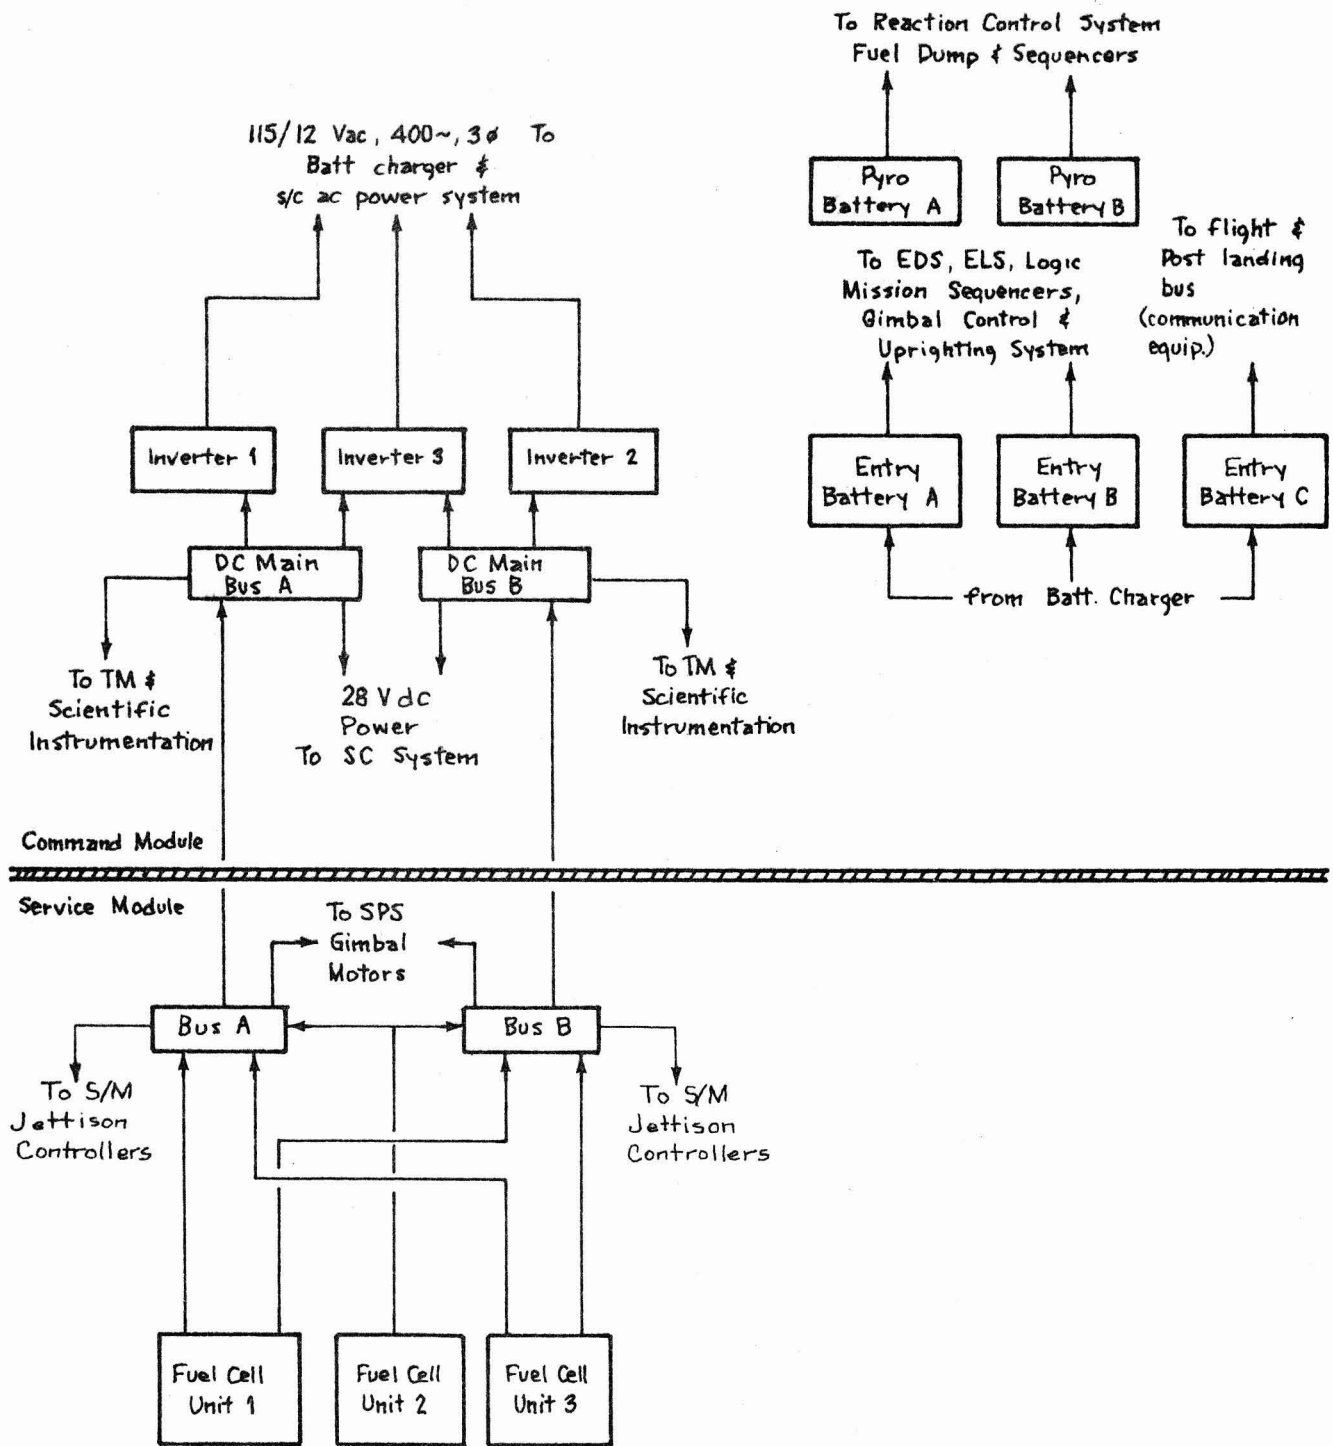 To Reaction Control System
Fuel Dump & Sequencers
115/12 Vac, 400~, 3ø To
Batt charger &
s/c ac power system
Pyro
Battery A
Pyro
Battery B
To EDS, ELS, Logic
Mission Sequencers,
Gimbal Control &
Uprighting System
To flight &
Post landing
bus
(communication
equip.)
Inverter 1
Inverter 3
Inverter 2
Entry
Battery A
Entry
Battery B
Entry
Battery C
DC Main
Bus A
DC Main
Bus B
from Batt. Charger
To TM &
Scientific
Instrumentation
28 V dc
Power
To SC System
To TM &
Scientific
Instrumentation
Command Module
Service Module
To SPS
Gimbal
Motors
Bus A
Bus B
To S/M
Jettison
Controllers
To S/M
Jettison
Controllers
Fuel Cell
Unit 1
Fuel Cell
Unit 2
Fuel Cell
Unit 3